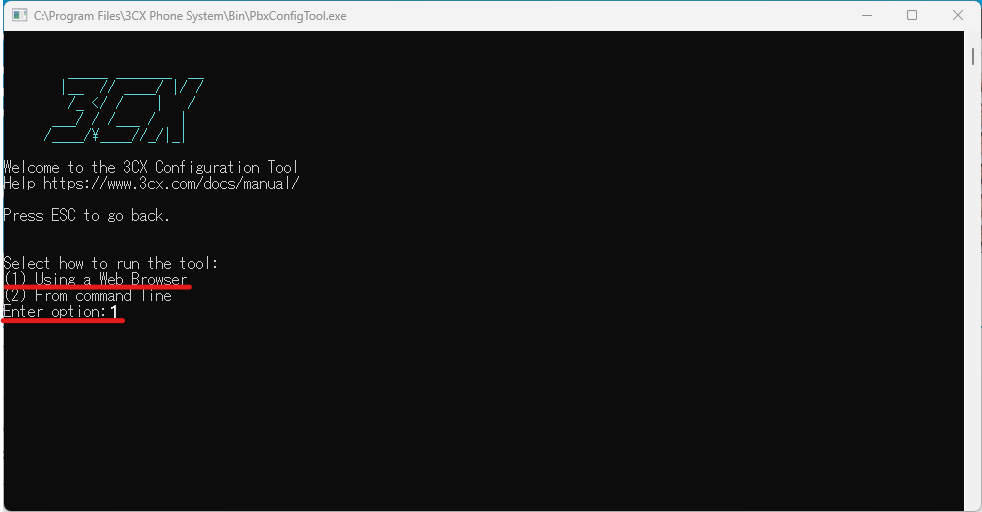 C:\Program Files\3CX Phone System\Bin\PbxConfigTool.exe
3CX
Welcome to the 3CX Configuration Tool
Help https://www.3cx.com/docs/manual/
Press ESC to go back.
Select how to run the tool:
(1) Using a Web Browser
(2) From command line
Enter option:1